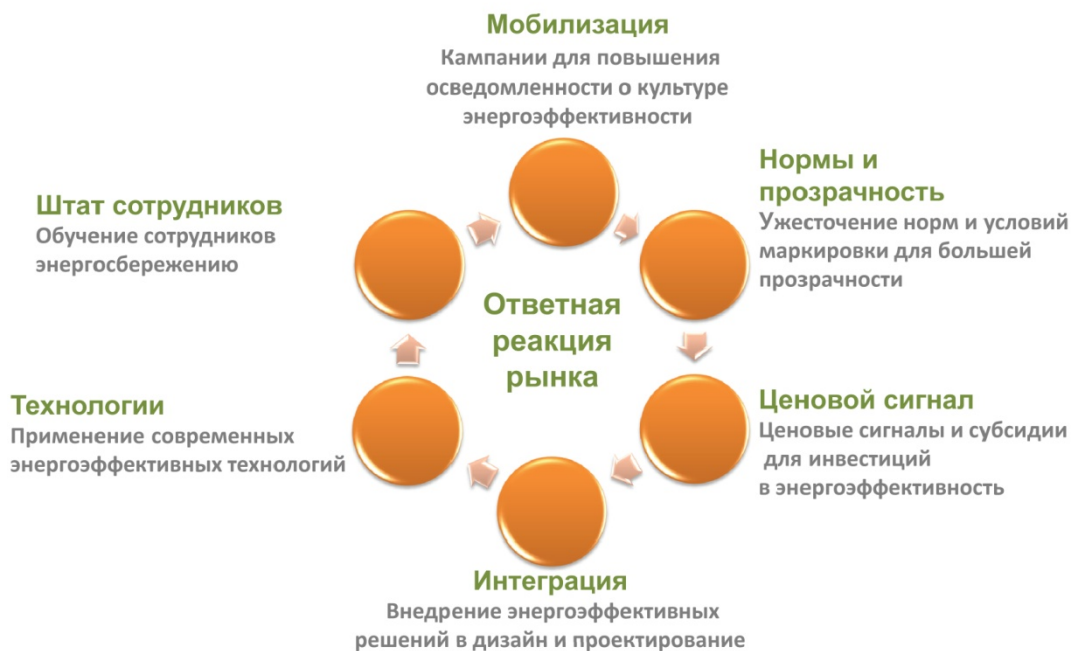 Мобилизация
Кампании для повышения
осведомленности о культуре
энергоэффективности
Нормы и
прозрачность
Ужесточение норм и условий
маркировки для большей
прозрачности
Ценовой сигнал
Ценовые сигналы и субсидии
для инвестиций
в энергоэффективность
Интеграция
Внедрение энергоэффективных
решений в дизайн и проектирование
Технологии
Применение современных
энергоэффективных технологий
Штат сотрудников
Обучение сотрудников
энергосбережению
Ответная
реакция
рынка